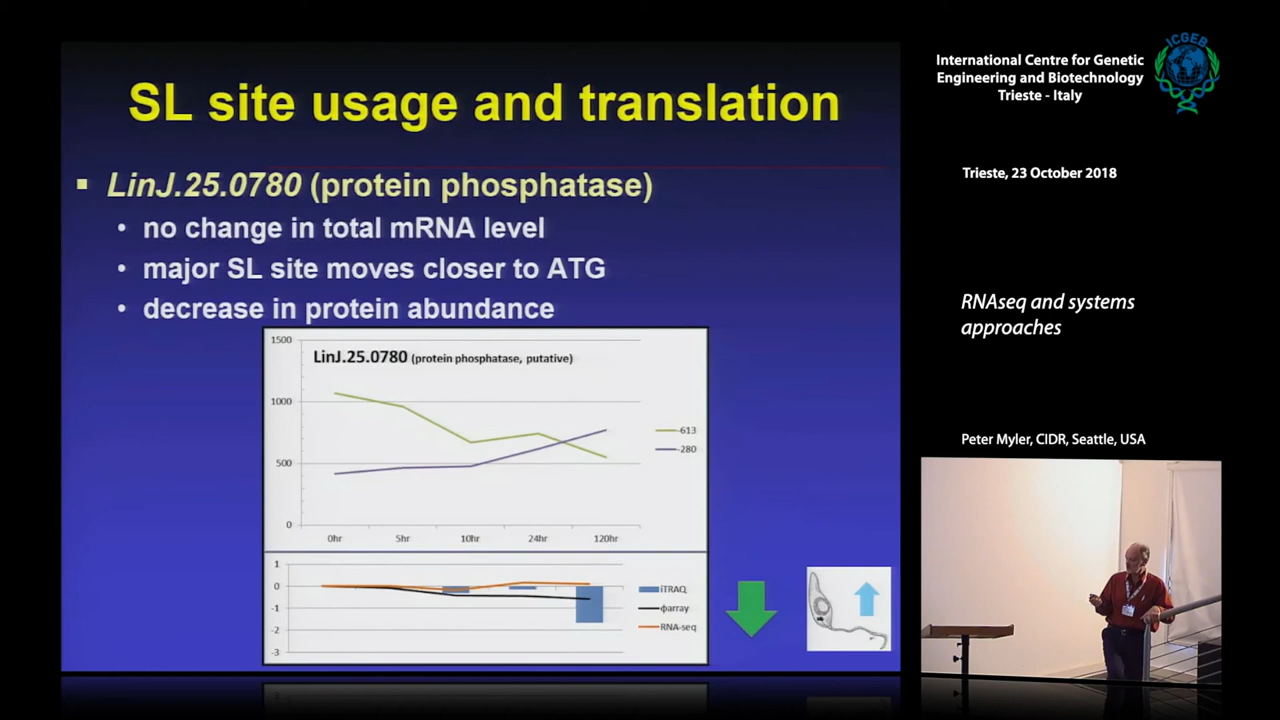 SL site usage and translation
▪ LinJ.25.0780 (protein phosphatase)
• no change in total mRNA level
• major SL site moves closer to ATG
• decrease in protein abundance
LinJ.25.0780 (protein phosphatase, putative)
1500
1000
500
0
0hr 5hr 10hr 24hr 120hr
-613
-280
1
0
-1
-2
-3
iTRAQ
φarray
RNA-seq
International Centre for Genetic
Engineering and Biotechnology
Trieste - Italy
ICGEB
Trieste, 23 October 2018
RNAseq and systems
approaches
Peter Myler, CIDR, Seattle, USA